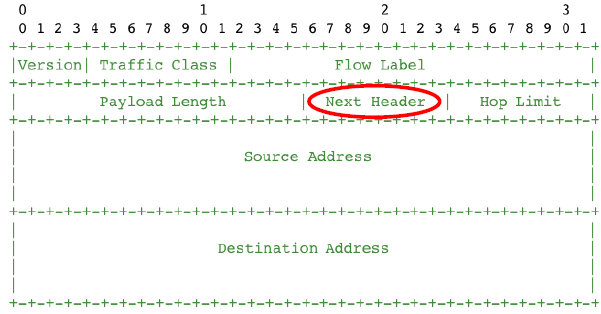 0 1 2 3
0 1 2 3 4 5 6 7 8 9 0 1 2 3 4 5 6 7 8 9 0 1 2 3 4 5 6 7 8 9 0 1
+-+-+-+-+-+-+-+-+-+-+-+-+-+-+-+-+-+-+-+-+-+-+-+-+-+-+-+-+-+-+-+-+
|Version| Traffic Class | Flow Label |
+-+-+-+-+-+-+-+-+-+-+-+-+-+-+-+-+-+-+-+-+-+-+-+-+-+-+-+-+-+-+-+-+
| Payload Length | Next Header | Hop Limit |
+-+-+-+-+-+-+-+-+-+-+-+-+-+-+-+-+-+-+-+-+-+-+-+-+-+-+-+-+-+-+-+-+
| Source Address |
+-+-+-+-+-+-+-+-+-+-+-+-+-+-+-+-+-+-+-+-+-+-+-+-+-+-+-+-+-+-+-+-+
| Destination Address |
+-+-+-+-+-+-+-+-+-+-+-+-+-+-+-+-+-+-+-+-+-+-+-+-+-+-+-+-+-+-+-+-+